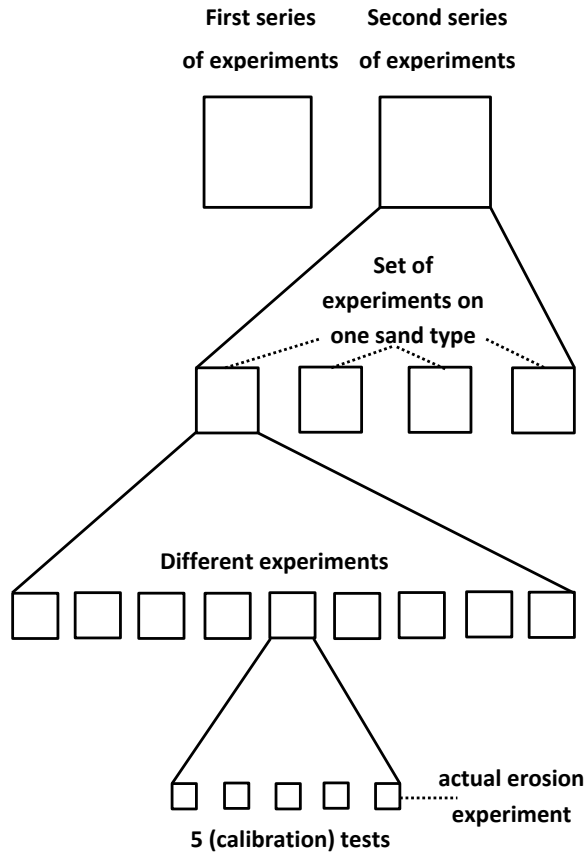 First series
of experiments
Second series
of experiments
Set of
experiments on
one sand type
Different experiments
actual erosion
experiment
5 (calibration) tests